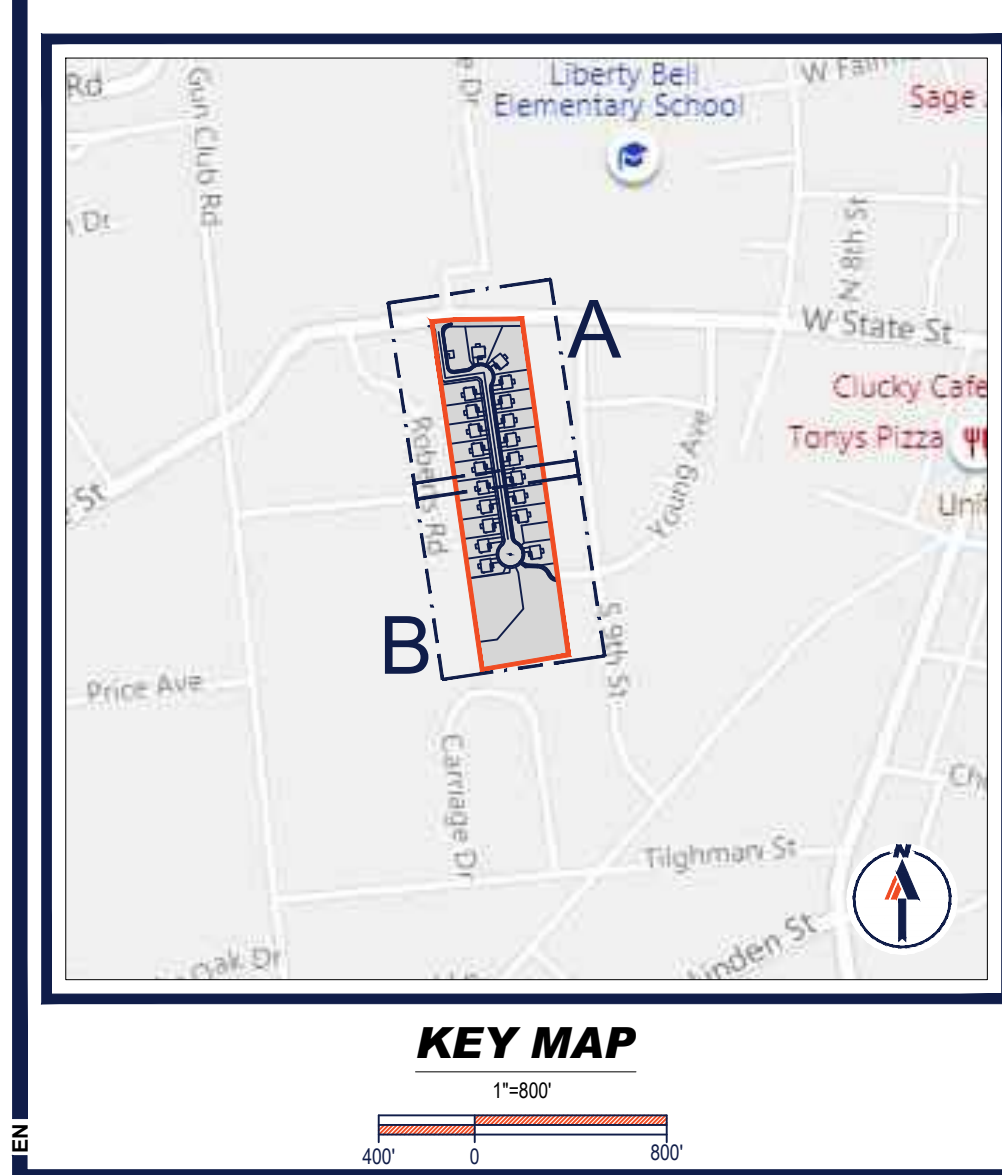 Rd
Gun Club Rd
e Dr
Liberty Bell
Elementary School
Sage
Dr
N 8th St
W State St
A
Clucky Cafe
Tonys Pizza
Roberts Rd
Young Ave
St
B
S 9th St
Price Ave
Carriage Dr
Tilghman St
N
Oak Dr
Linden St
KEY MAP
1"=800'
400'
0
800'
EN